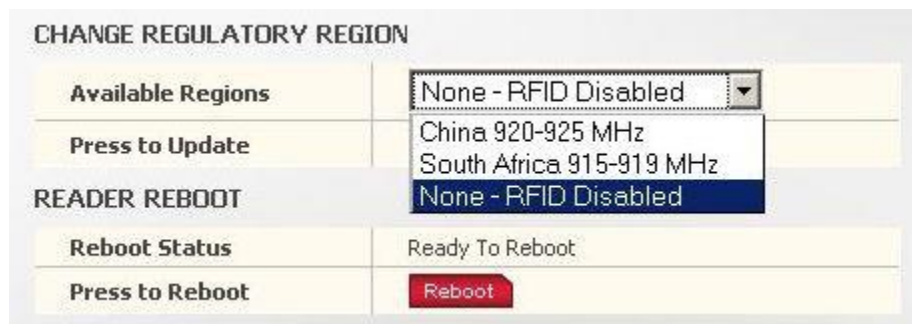 CHANGE REGULATORY REGION
Available Regions None - RFID Disabled
China 920-925 MHz
Press to Update
South Africa 915-919 MHz
None - RFID Disabled
READER REBOOT
Reboot Status Ready To Reboot
Press to Reboot Reboot